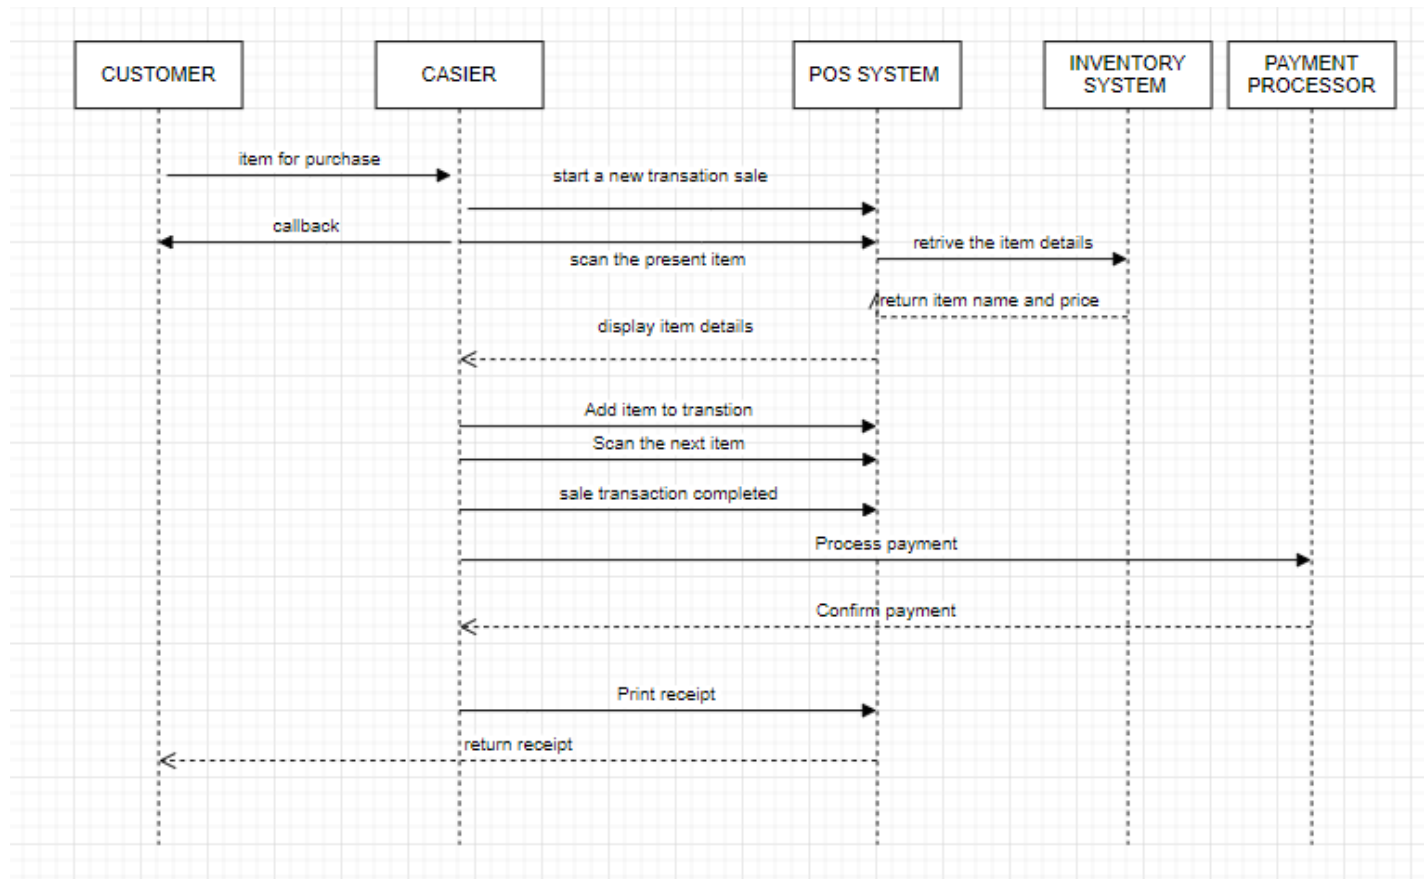 CUSTOMER
CASIER
POS SYSTEM
INVENTORY
SYSTEM
PAYMENT
PROCESSOR
item for purchase
start a new transation sale
callback
scan the present item
retrive the item details
return item name and price
display item details
Add item to transtion
Scan the next item
sale transaction completed
Process payment
Confirm payment
Print receipt
return receipt